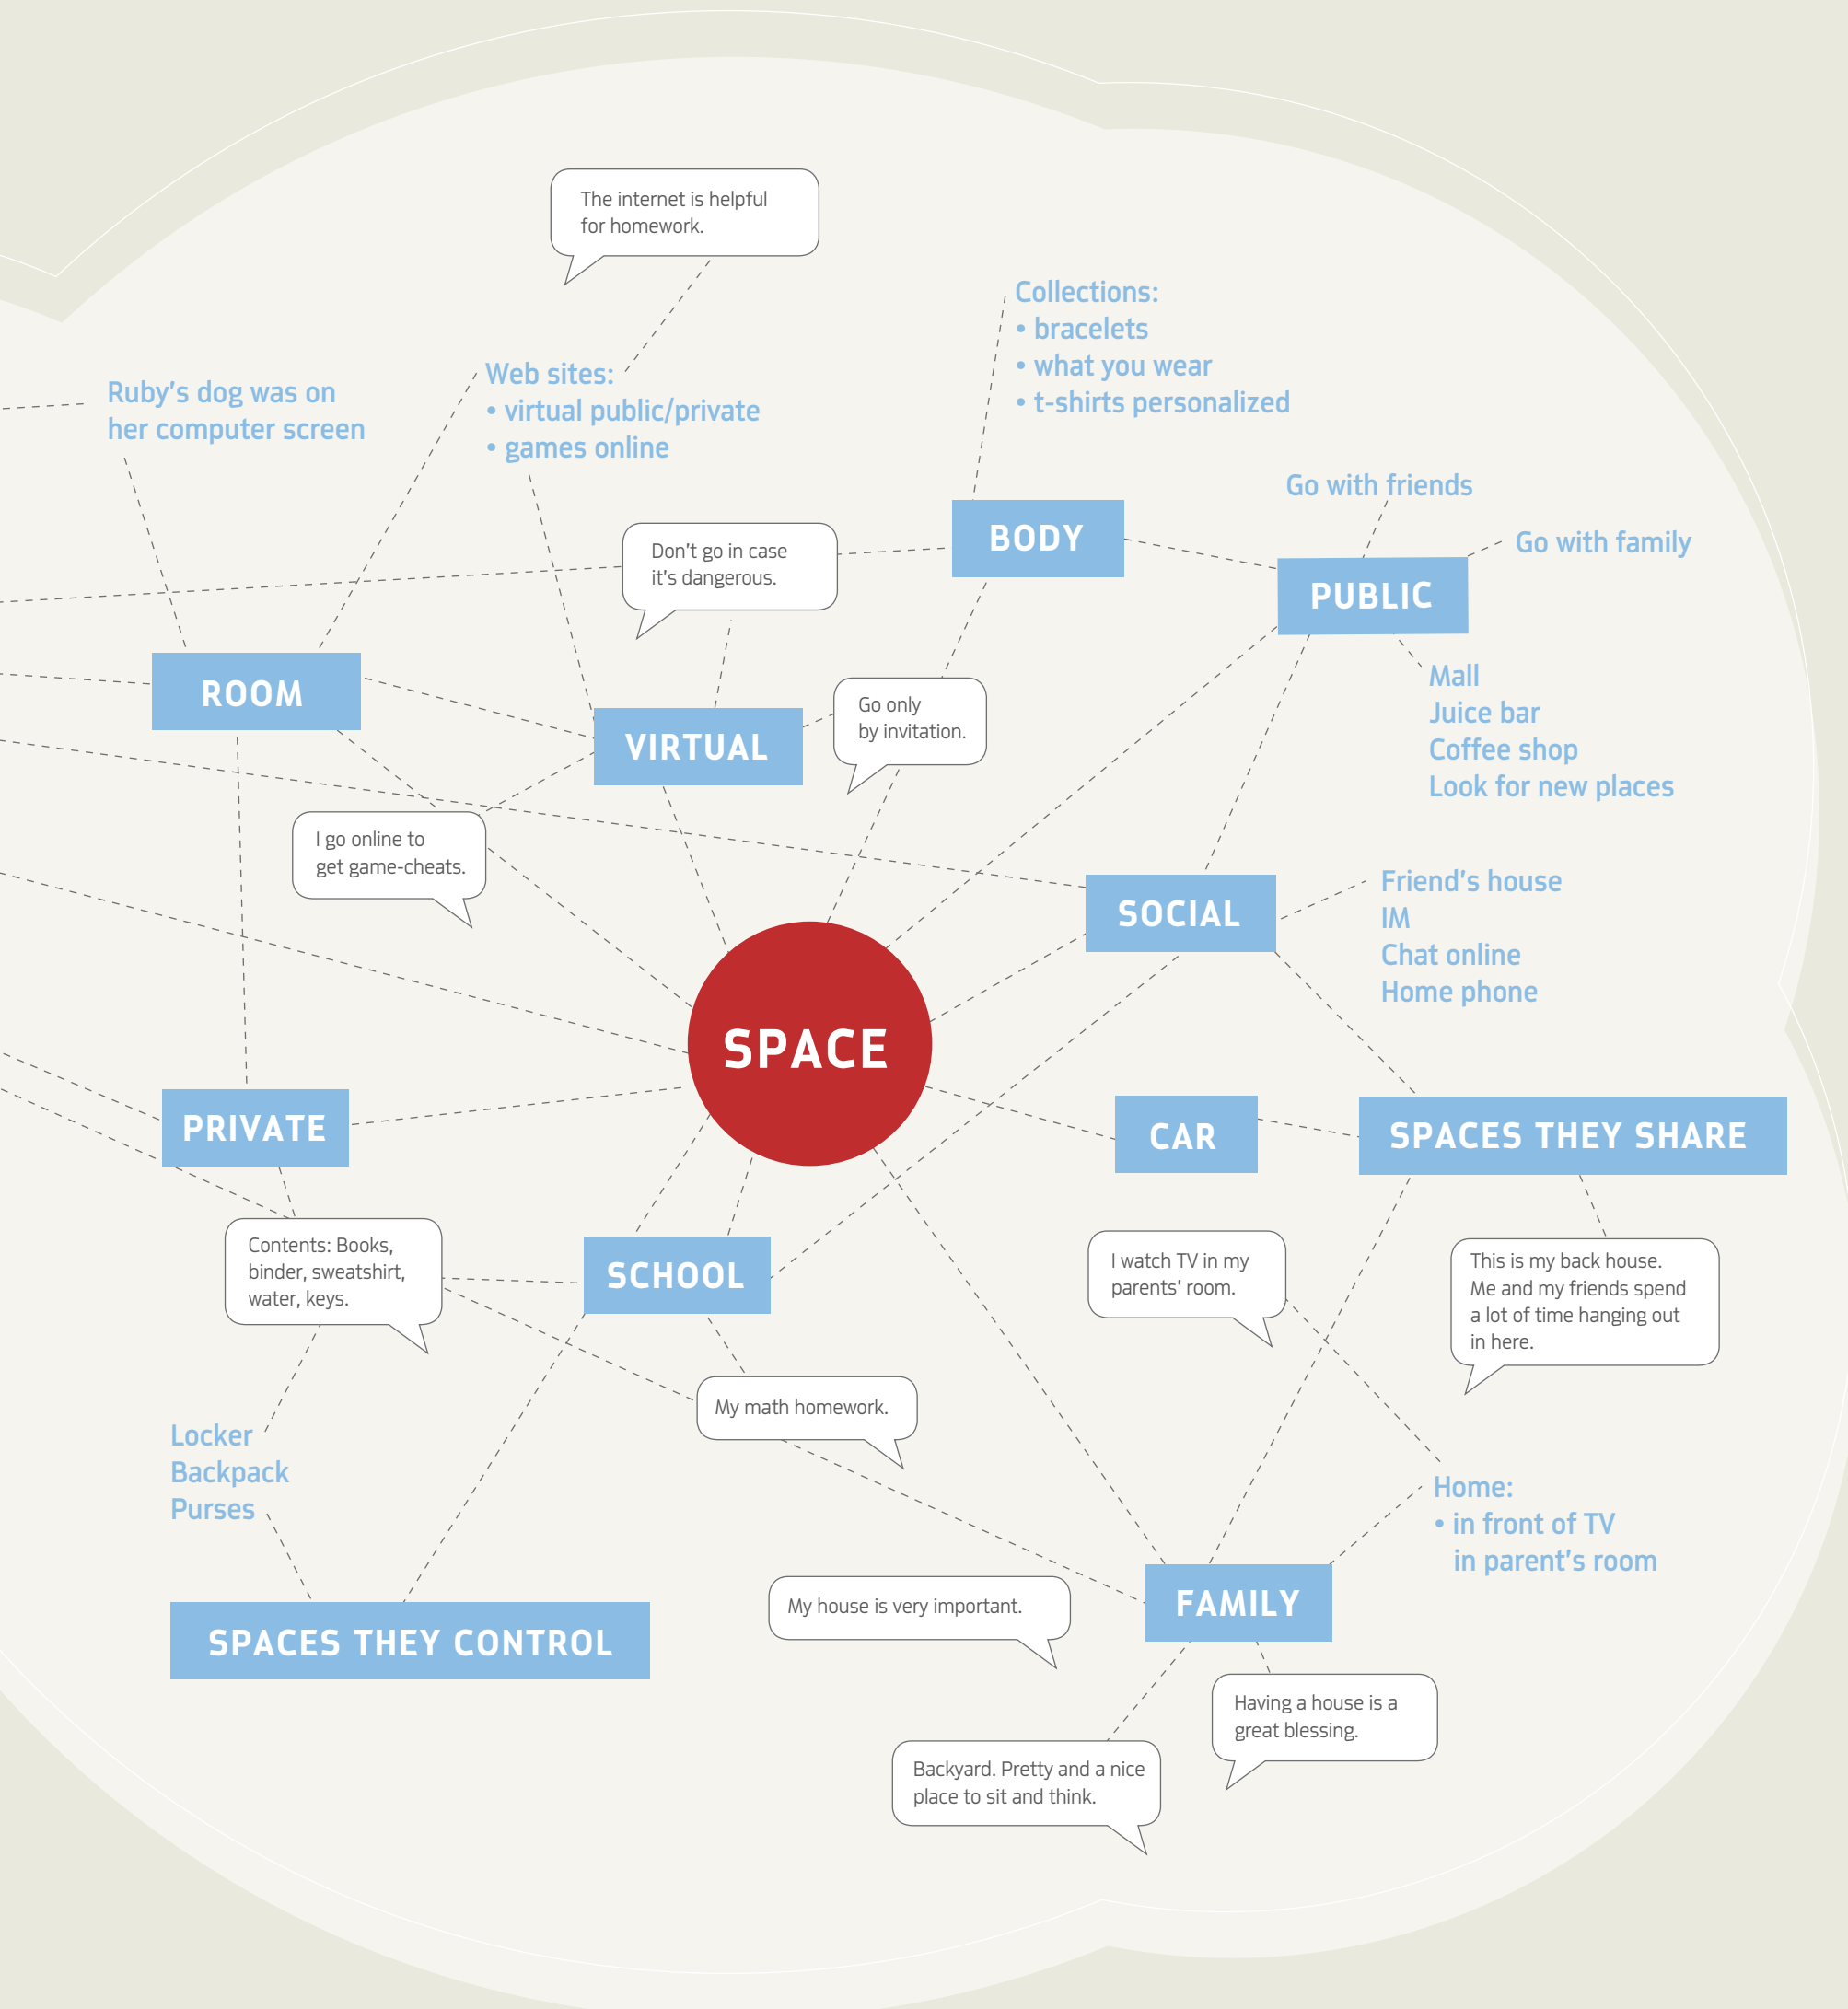 The internet is helpful
for homework.
Collections:
• bracelets
• what you wear
• t-shirts personalized
Ruby’s dog was on
her computer screen
Web sites:
• virtual public/private
• games online
Go with friends
Go with family
Don’t go in case
it’s dangerous.
BODY
PUBLIC
ROOM
VIRTUAL
Go only
by invitation.
Mall
Juice bar
Coffee shop
Look for new places
I go online to
get game-cheats.
SOCIAL
Friend’s house
IM
Chat online
Home phone
SPACE
PRIVATE
CAR
SPACES THEY SHARE
Contents: Books,
binder, sweatshirt,
water, keys.
SCHOOL
I watch TV in my
parents’ room.
This is my back house.
Me and my friends spend
a lot of time hanging out
in here.
My math homework.
Locker
Backpack
Purses
Home:
• in front of TV
in parent’s room
SPACES THEY CONTROL
My house is very important.
FAMILY
Having a house is a
great blessing.
Backyard. Pretty and a nice
place to sit and think.